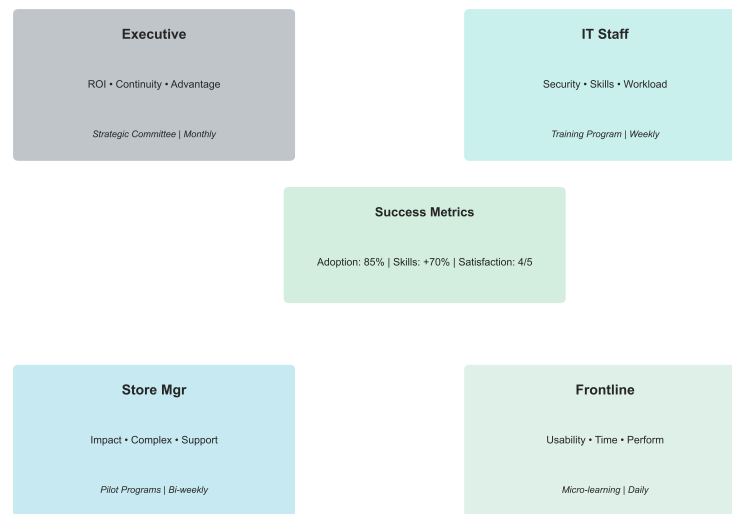 Executive
ROI • Continuity • Advantage
Strategic Committee | Monthly
IT Staff
Security • Skills • Workload
Training Program | Weekly
Success Metrics
Adoption: 85% | Skills: +70% | Satisfaction: 4/5
Store Mgr
Impact • Complex • Support
Pilot Programs | Bi-weekly
Frontline
Usability • Time • Perform
Micro-learning | Daily